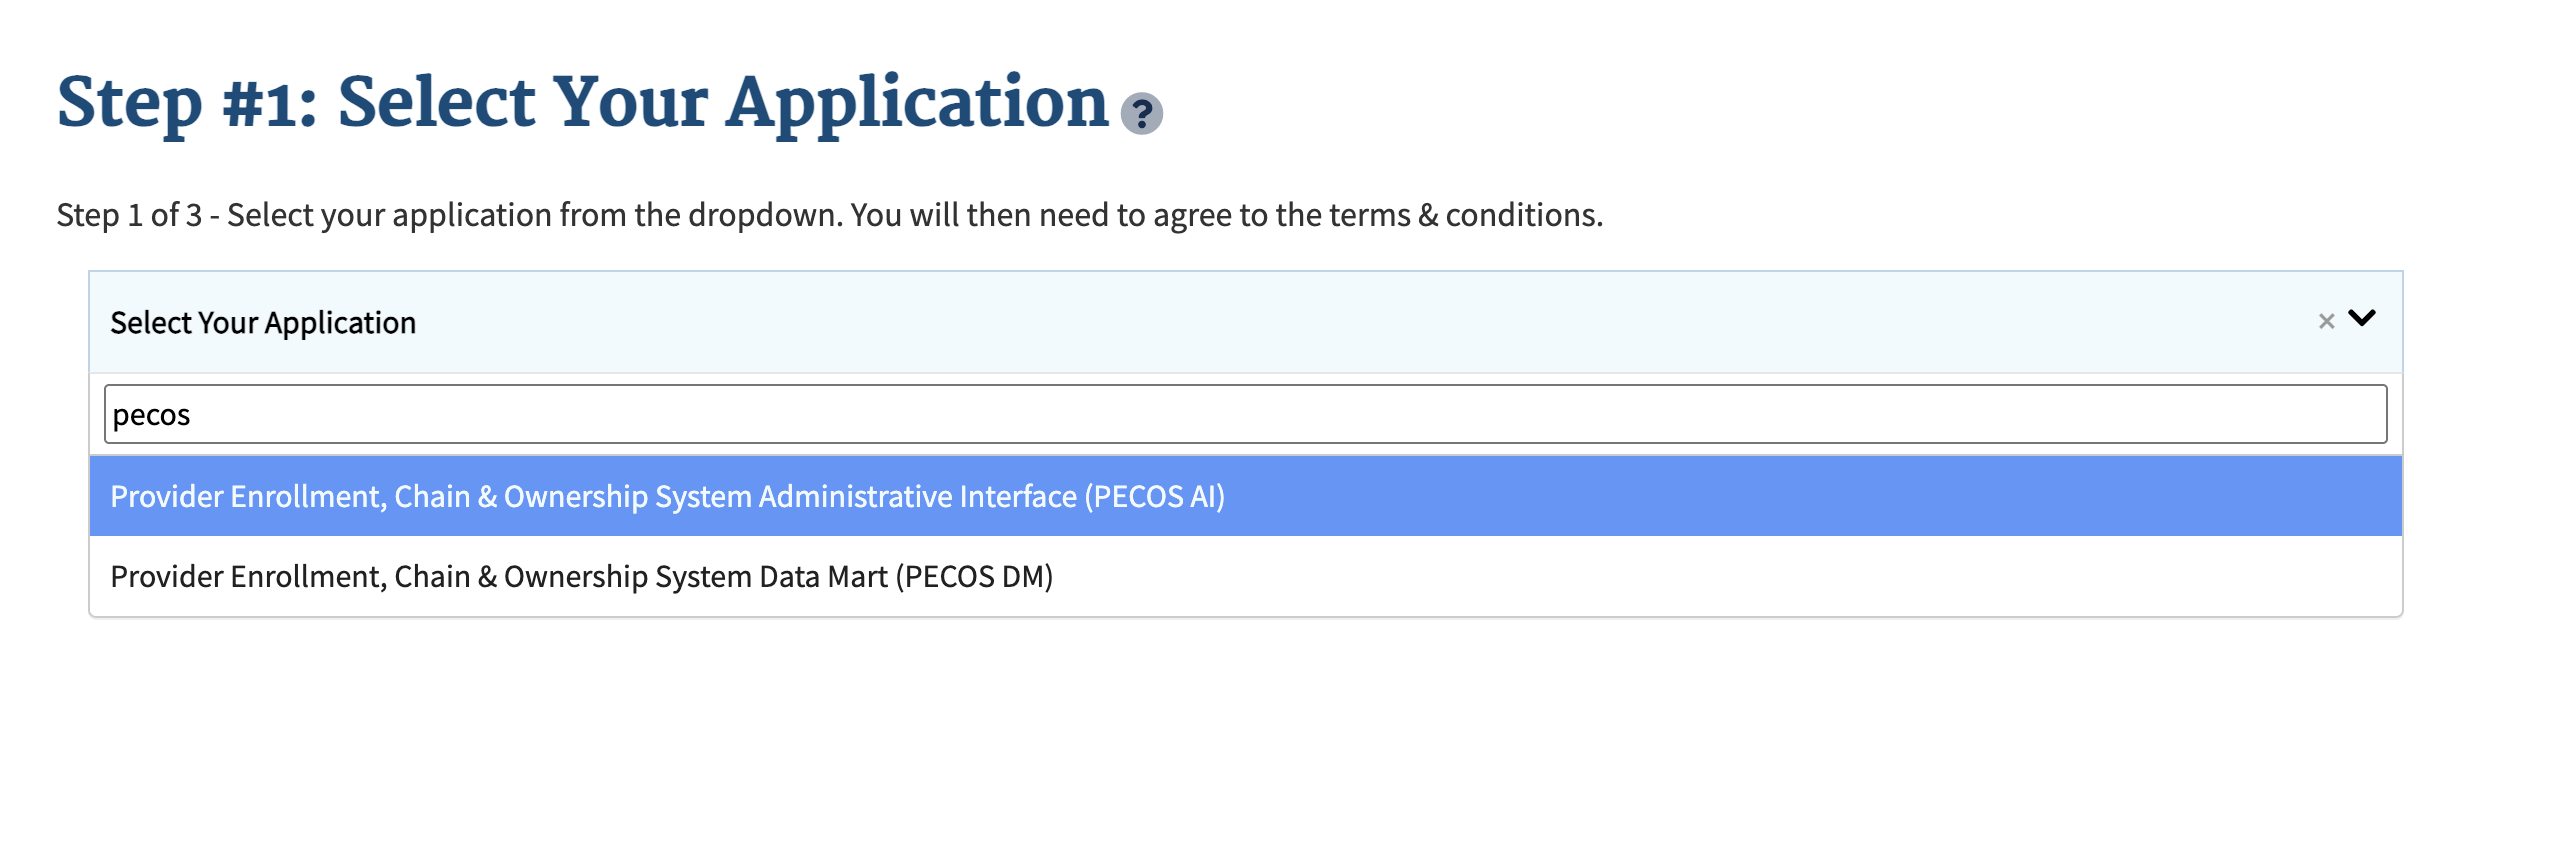 Step #1: Select Your Application ?
Step 1 of 3 - Select your application from the dropdown. You will then need to agree to the terms & conditions.
Select Your Application ×
pecos
Provider Enrollment, Chain & Ownership System Administrative Interface (PECOS AI)
Provider Enrollment, Chain & Ownership System Data Mart (PECOS DM)